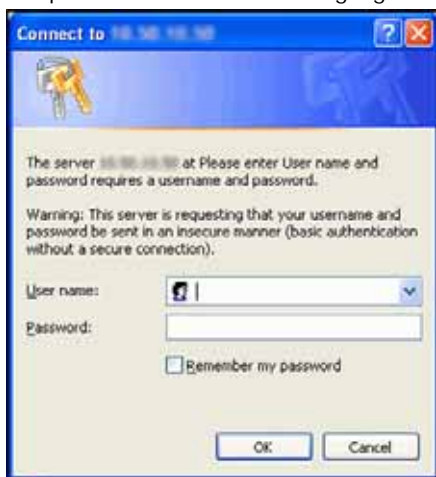 Connect to
The server at Please enter User name and
password requires a username and password.
Warning: This server is requesting that your username and
password be sent in an insecure manner (basic authentication
without a secure connection).
User name:
Password:
Remember my password
OK
Cancel